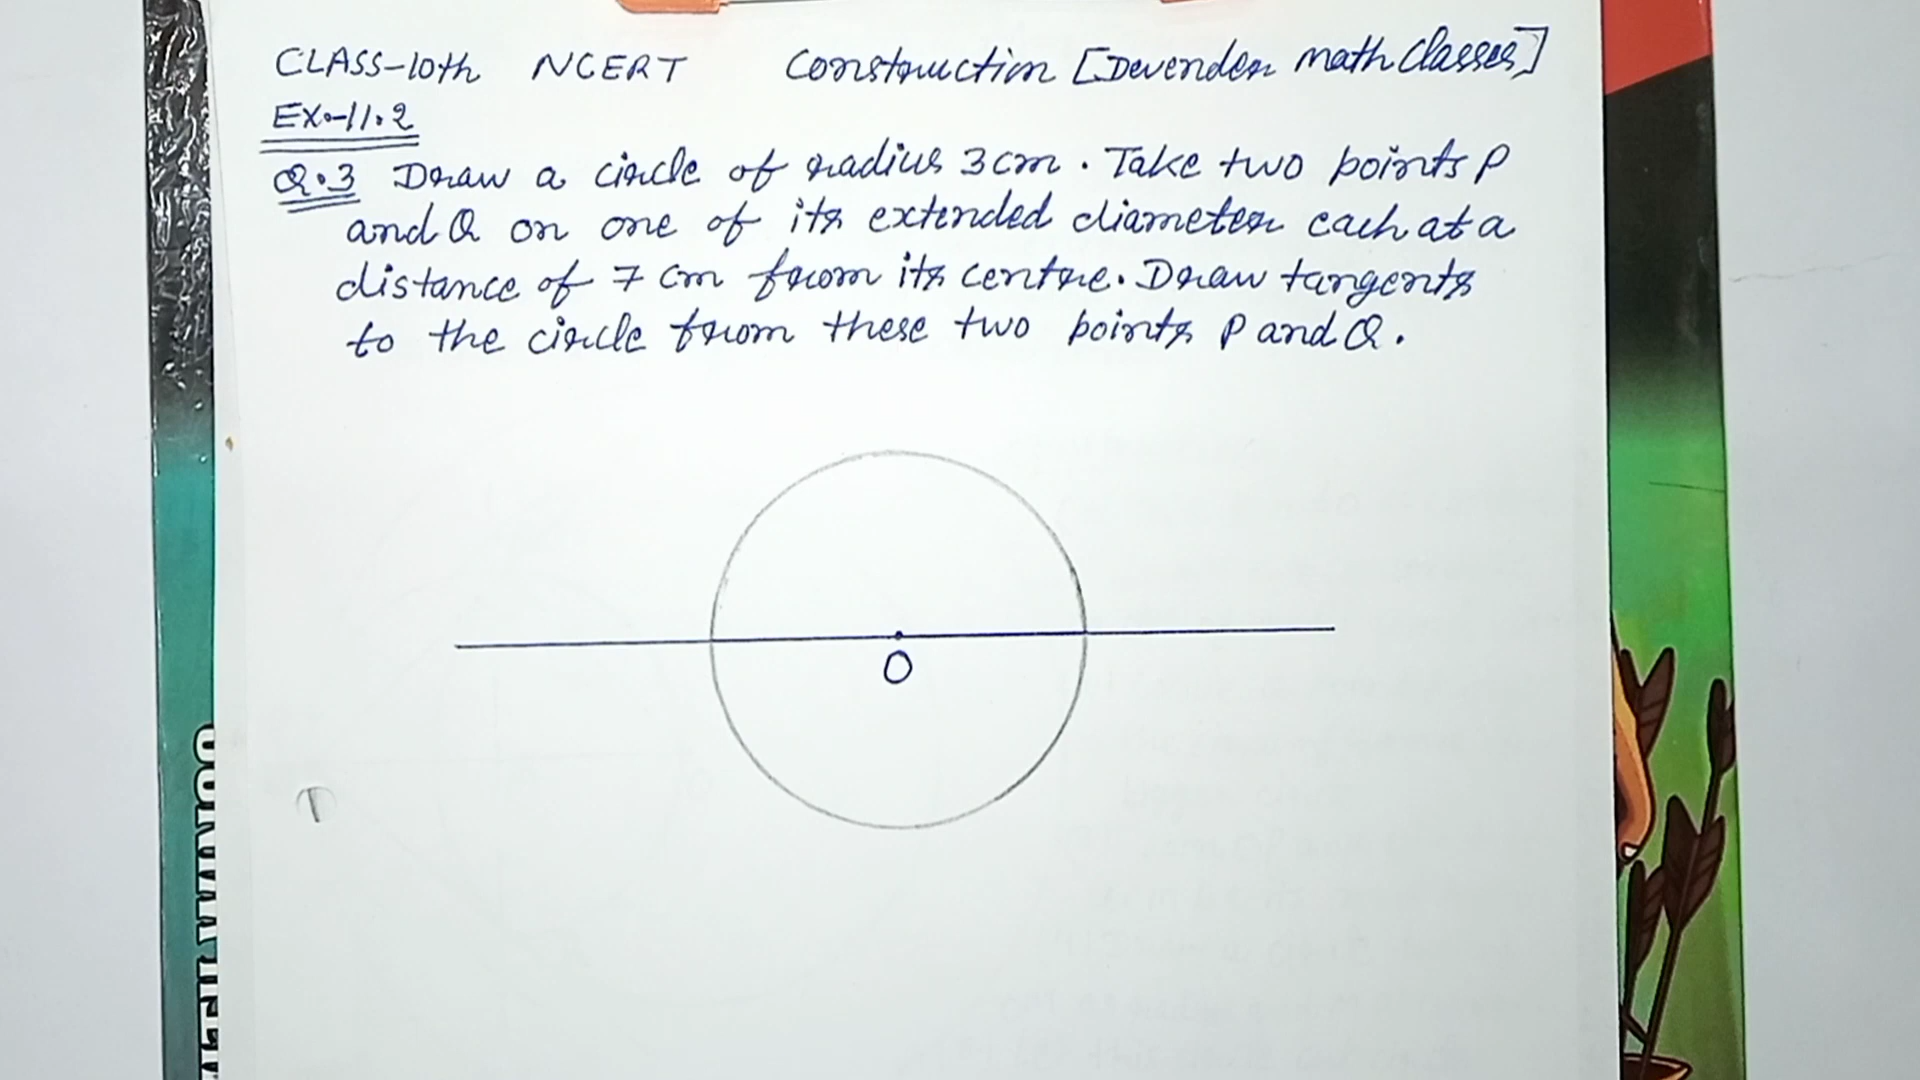 CLASS-10th NCERT Construction [Devender math Classes]
EX.-11.2
Q.3 Draw a circle of radius 3cm. Take two points P
and Q on one of its extended diameter each at a
distance of 7 cm from its centre. Draw tangents
to the circle from these two points P and Q.
O